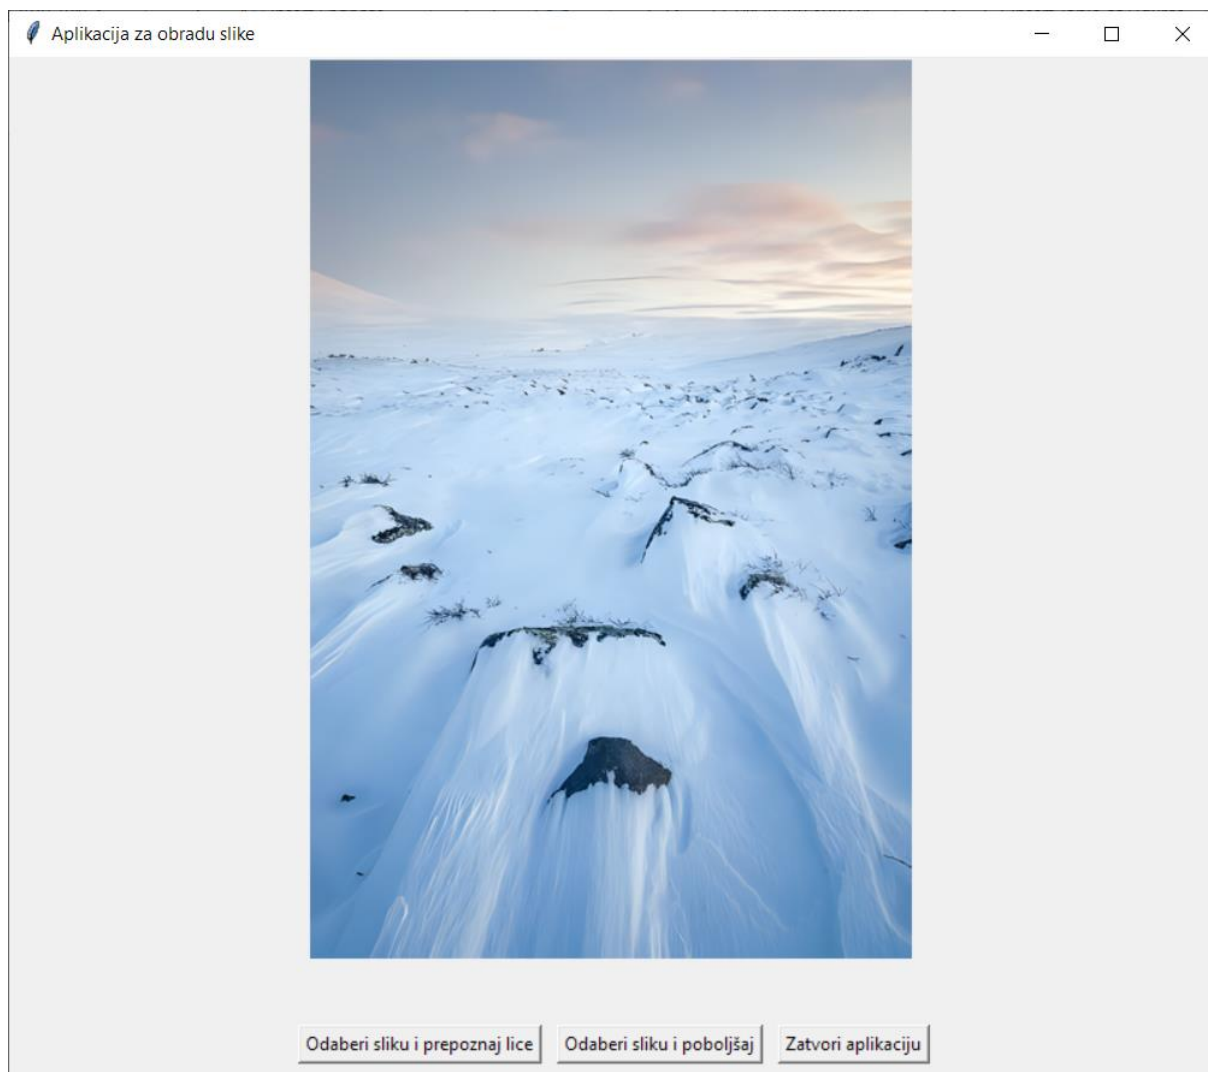 Aplikacija za obradu slike
Odaberi sliku i prepoznaj lice Odaberi sliku i poboljšaj Zatvori aplikaciju